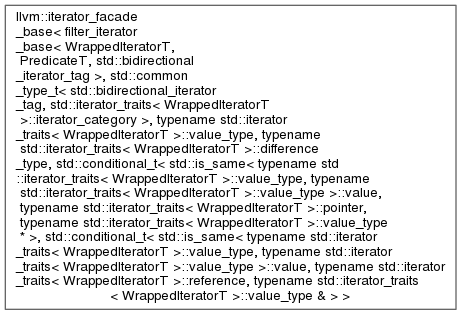 llvm::iterator_facade
_base< filter_iterator
_base< WrappedIteratorT,
PredicateT, std::bidirectional
_iterator_tag >, std::common
_type_t< std::bidirectional_iterator
_tag, std::iterator_traits< WrappedIteratorT
>::iterator_category >, typename std::iterator
_traits< WrappedIteratorT >::value_type, typename
std::iterator_traits< WrappedIteratorT >::difference
_type, std::conditional_t< std::is_same< typename std
::iterator_traits< WrappedIteratorT >::value_type, typename
std::iterator_traits< WrappedIteratorT >::value_type >::value,
typename std::iterator_traits< WrappedIteratorT >::pointer,
typename std::iterator_traits< WrappedIteratorT >::value_type
* >, std::conditional_t< std::is_same< typename std::iterator
_traits< WrappedIteratorT >::value_type, typename std::iterator
_traits< WrappedIteratorT >::value_type >::value, typename std::iterator
_traits< WrappedIteratorT >::reference, typename std::iterator_traits
< WrappedIteratorT >::value_type & > >